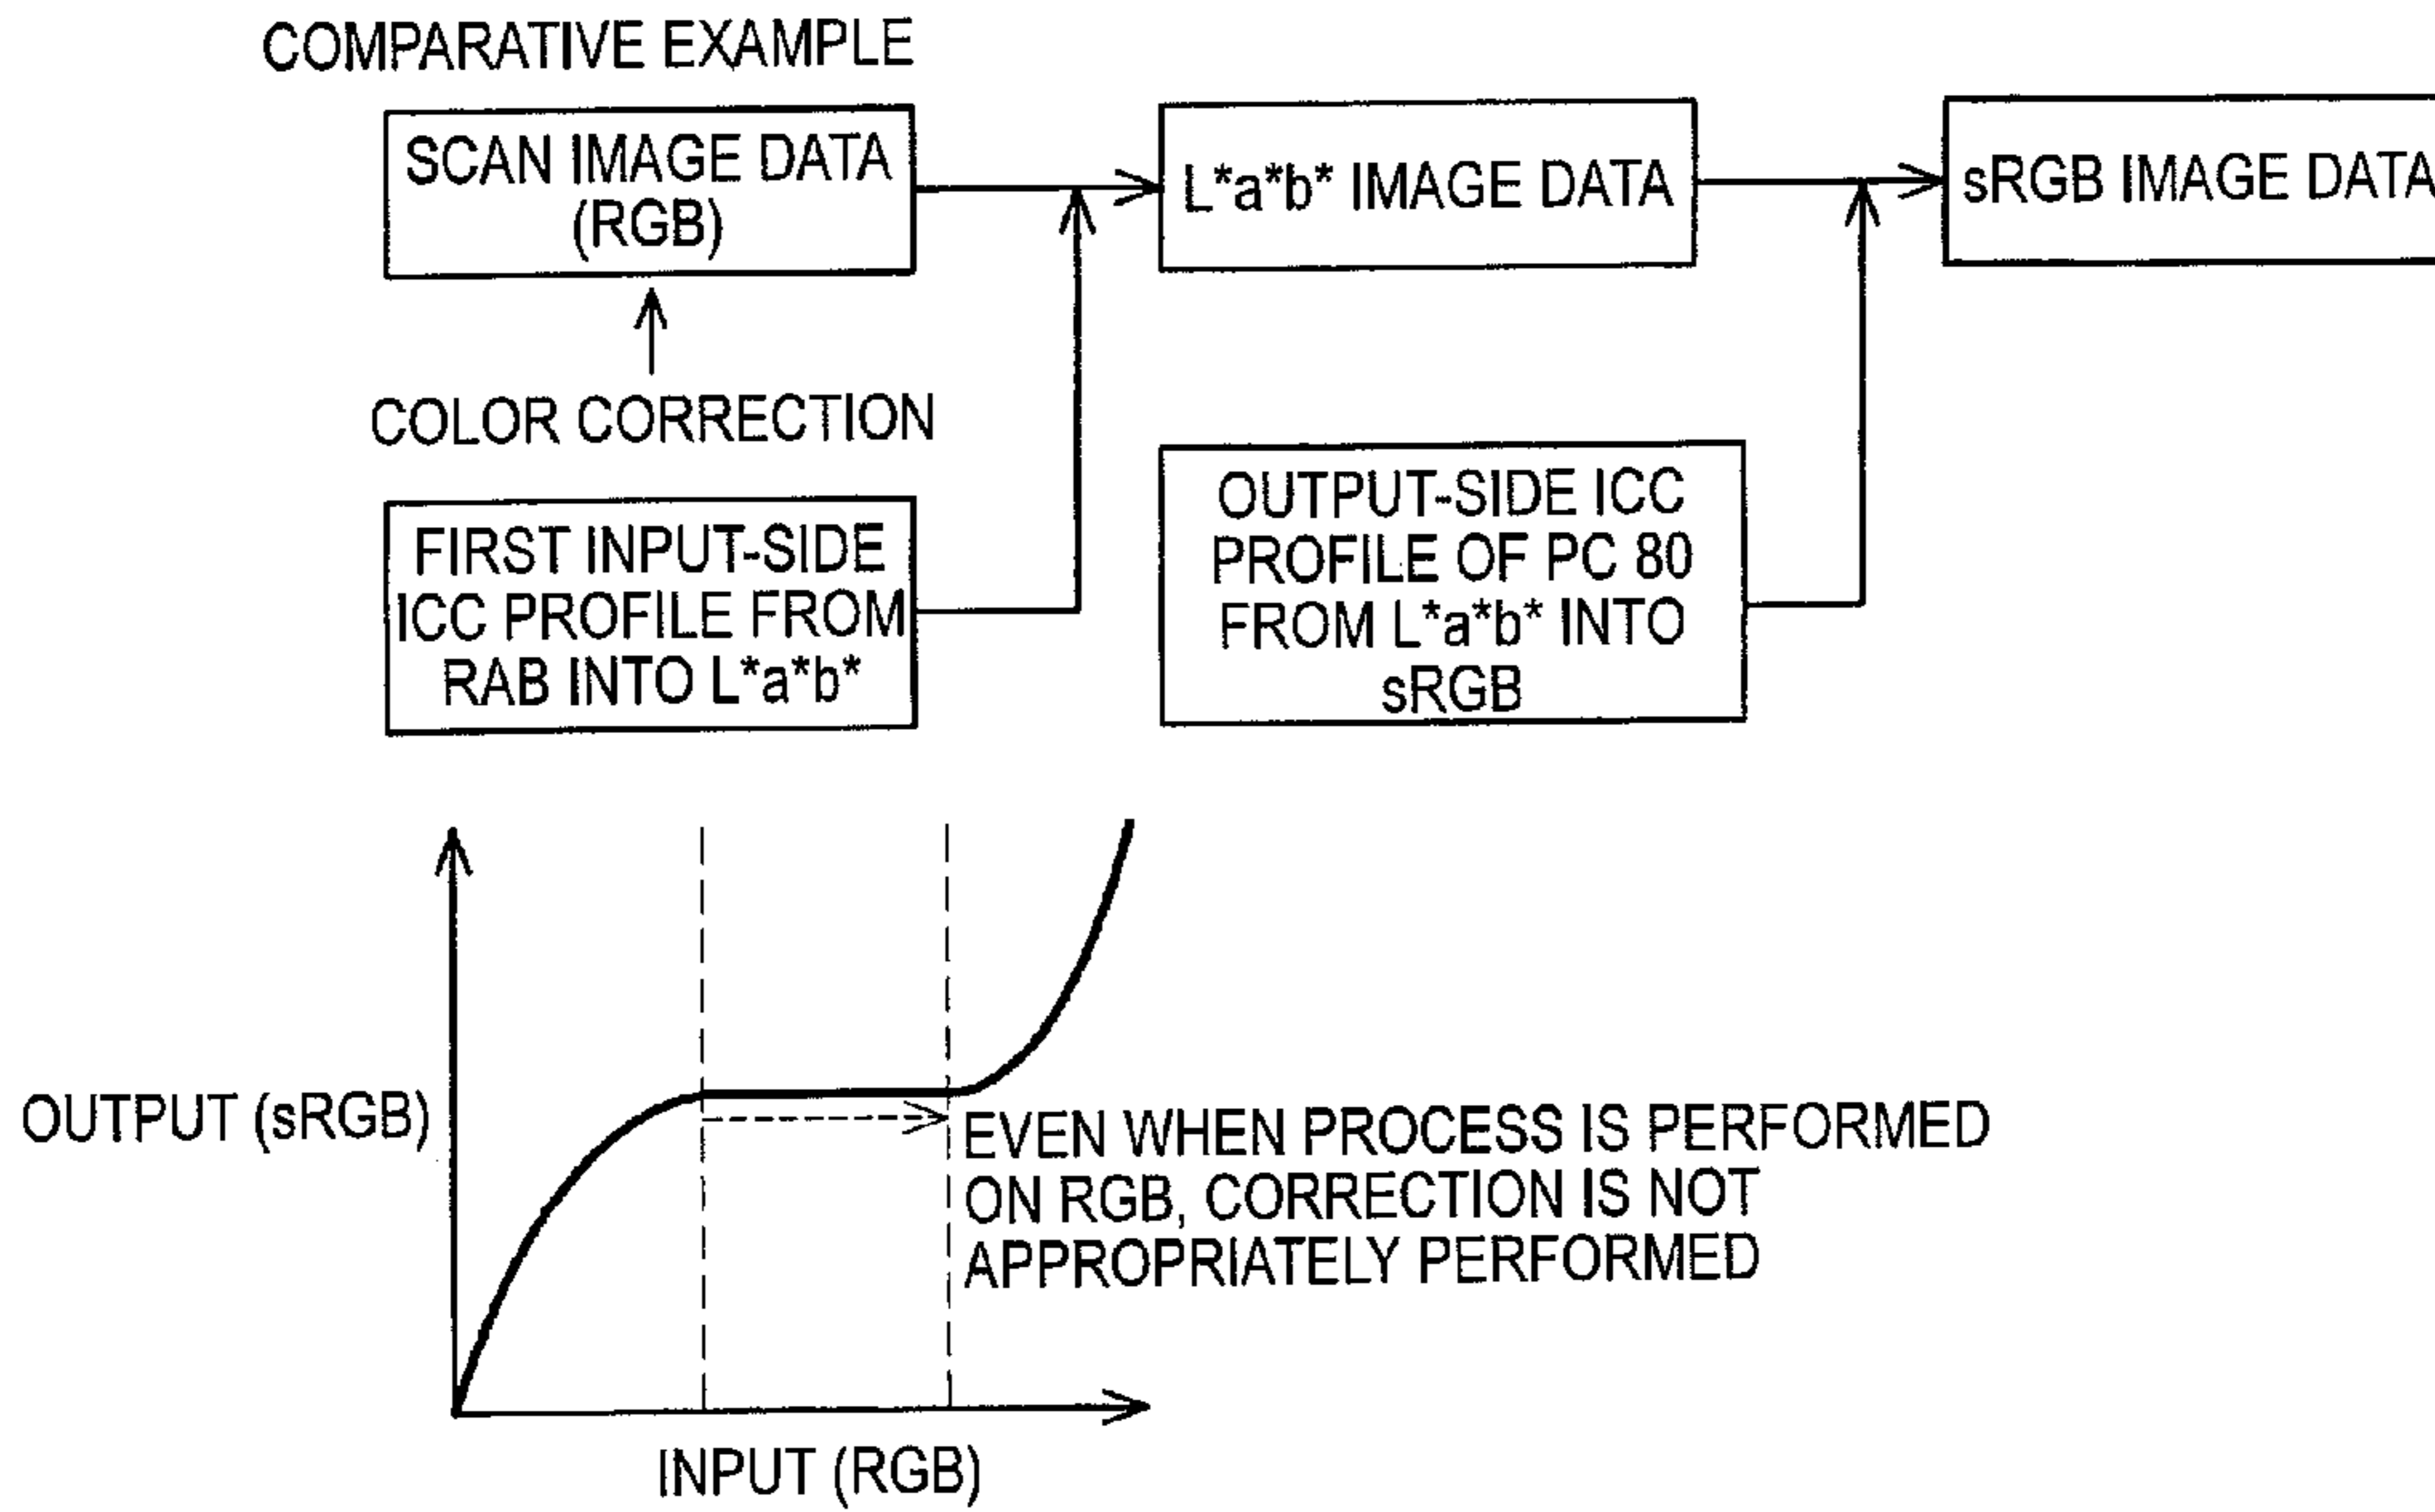 COMPARATIVE EXAMPLE
SCAN IMAGE DATA
(RGB)
L*a*b* IMAGE DATA
sRGB IMAGE DATA
COLOR CORRECTION
FIRST INPUT-SIDE
ICC PROFILE FROM
RAB INTO L*a*b*
OUTPUT-SIDE ICC
PROFILE OF PC 80
FROM L*a*b* INTO
sRGB
OUTPUT (sRGB)
EVEN WHEN PROCESS IS PERFORMED
ON RGB, CORRECTION IS NOT
APPROPRIATELY PERFORMED
INPUT (RGB)